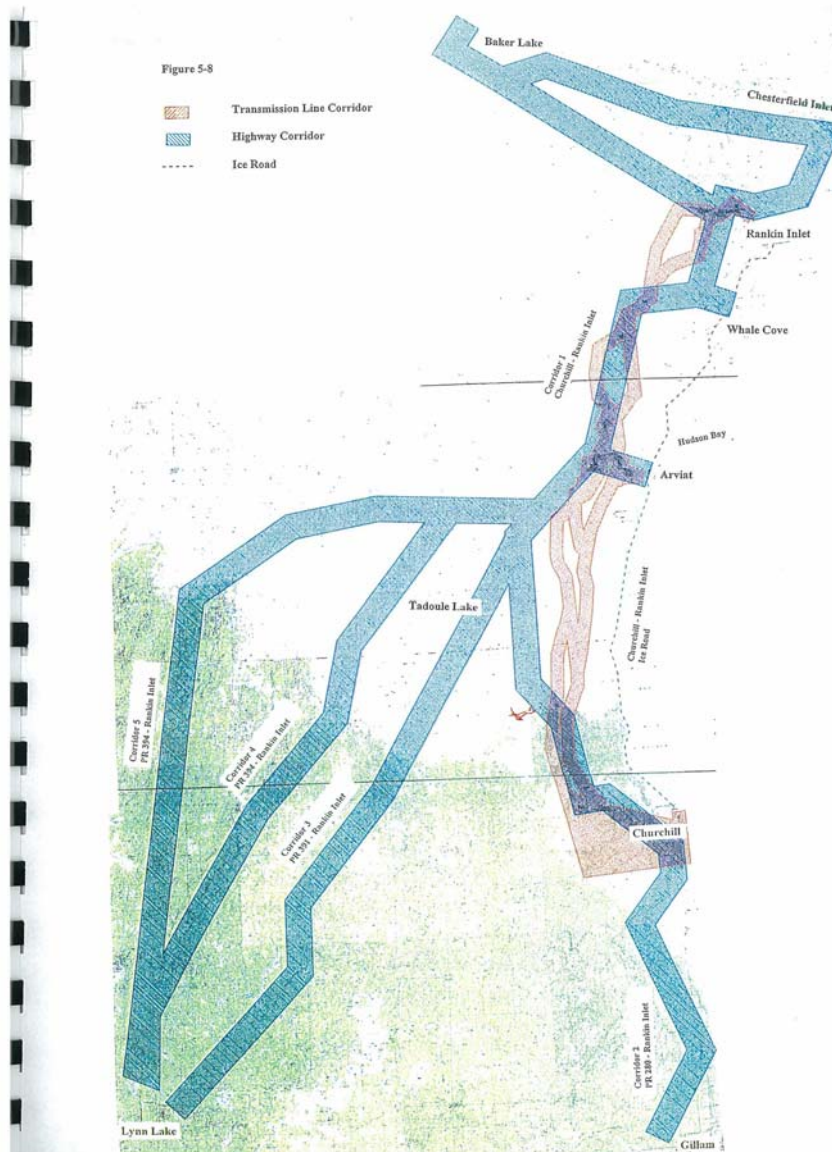 Baker Lake
Figure 5-8
Transmission Line Corridor
Highway Corridor
Ice Road
Chesterfield Inlet
Rankin Inlet
Whale Cove
Corridor 1
Churchill - Rankin Inlet
Hudson Bay
Arviat
Tadoule Lake
Churchill - Rankin Inlet
Ice Road
Corridor 5
PR 394 - Rankin Inlet
Corridor 4
PR 394 - Rankin Inlet
Corridor 3
PR 391 - Rankin Inlet
Churchill
Corridor 2
PR 280 - Rankin Inlet
Lynn Lake
Gillam